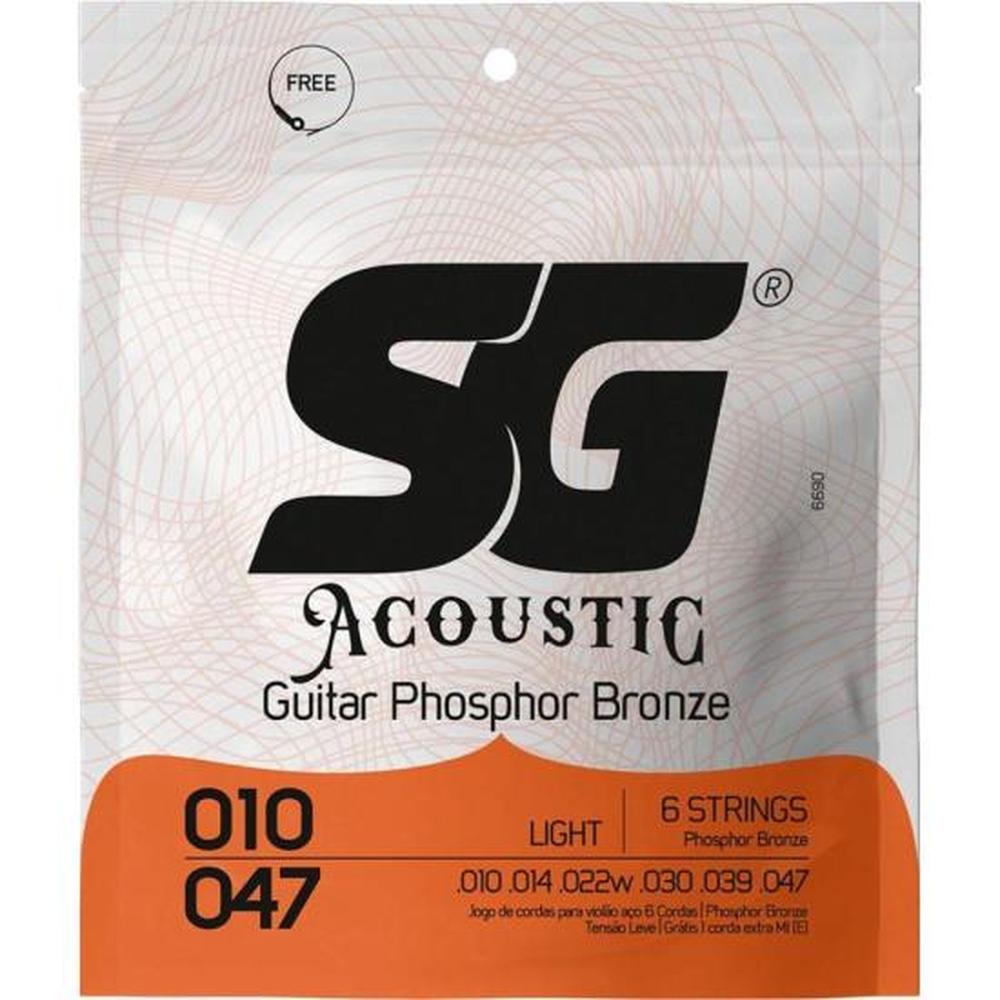 FREE
SG®
6690
ACOUSTIC
Guitar Phosphor Bronze
010
047
LIGHT
6 STRINGS
Phosphor Bronze
.010 .014 .022w .030 .039 .047
Jogo de cordas para violão aço 6 Cordas | Phosphor Bronze
Tensão Leve | Grátis 1 corda extra MI (E)